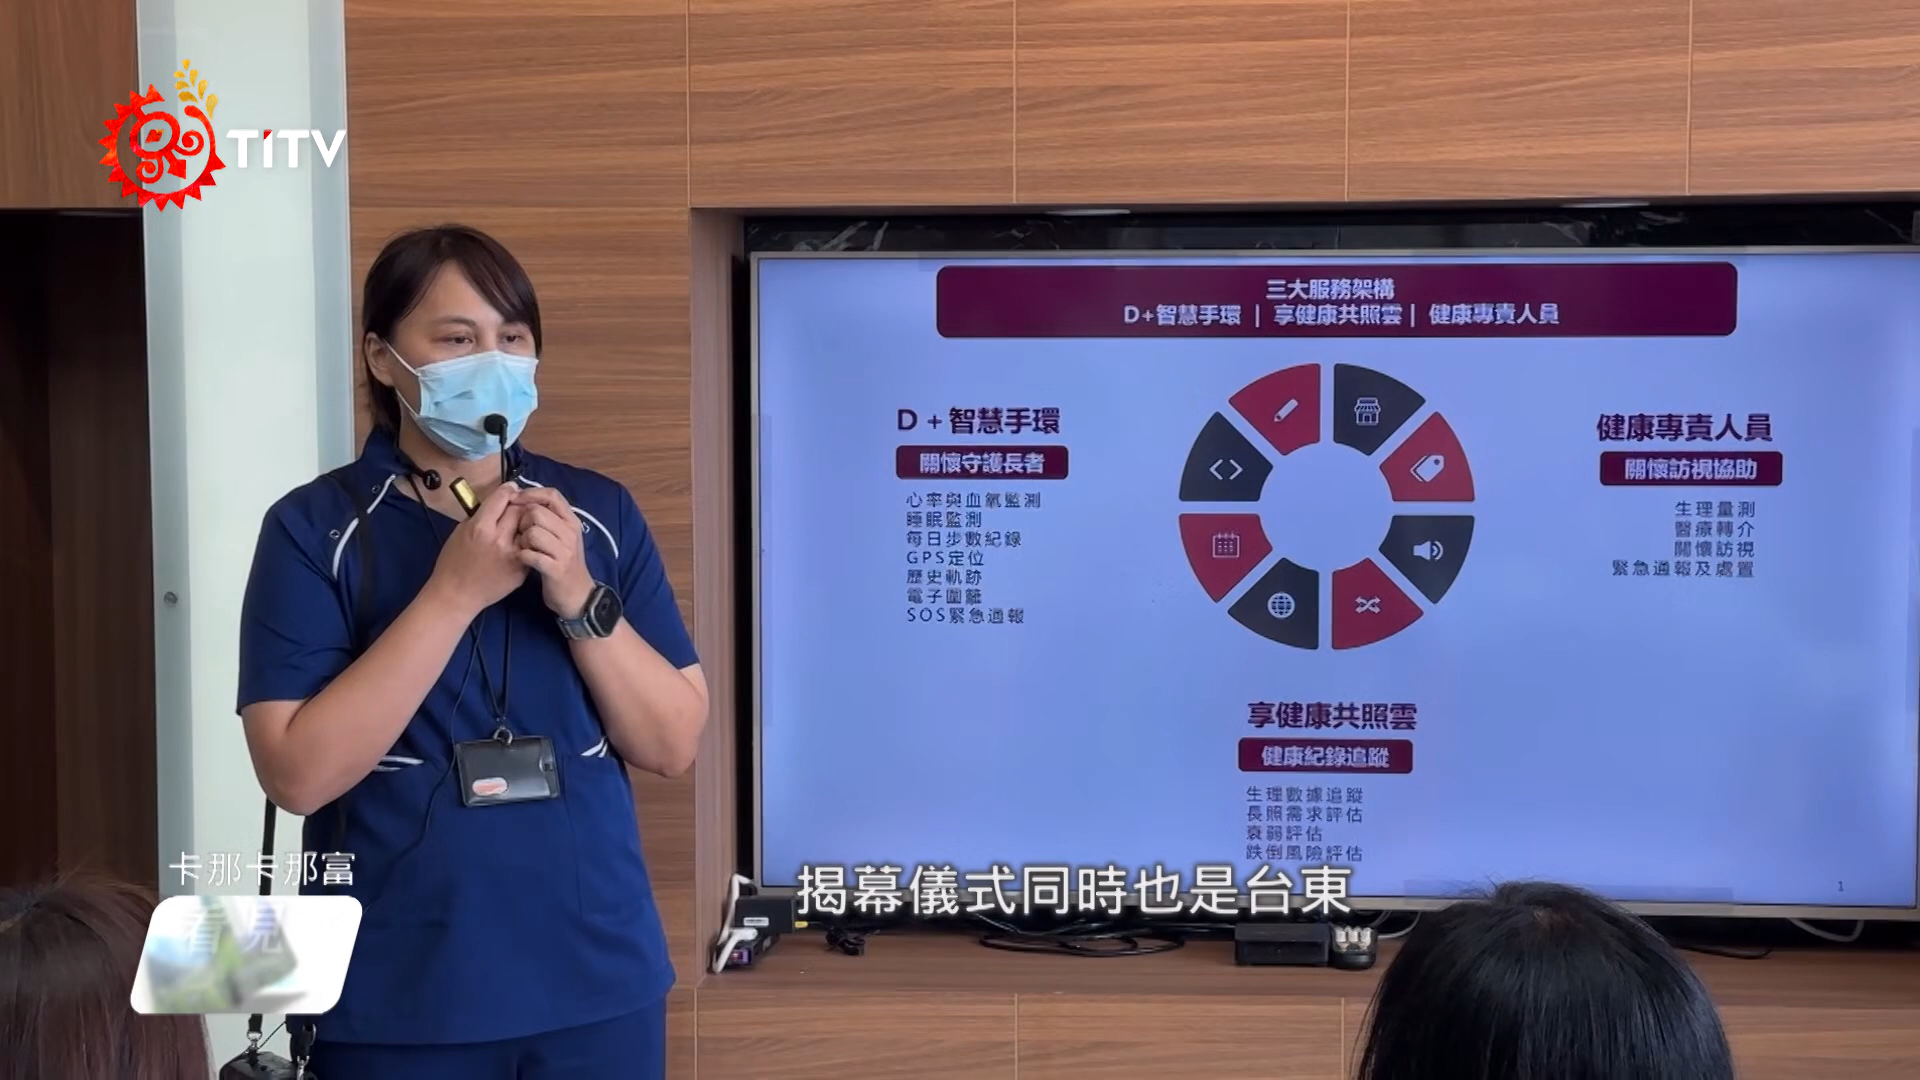 TiTV
三大服務架構
D+智慧手環 | 享健康共照雲 | 健康專責人員
D+智慧手環
關懷守護長者
心率與血氧監測
睡眠監測
每日步數紀錄
GPS定位
歷史軌跡
電子圍籬
SOS緊急通報
健康專責人員
關懷訪視協助
生理量測
醫療轉介
關懷訪視
緊急通報及處置
享健康共照雲
健康紀錄追蹤
生理數據追蹤
長照需求評估
衰弱評估
跌倒風險評估
1
卡那卡那富
看見
揭幕儀式同時也是台東